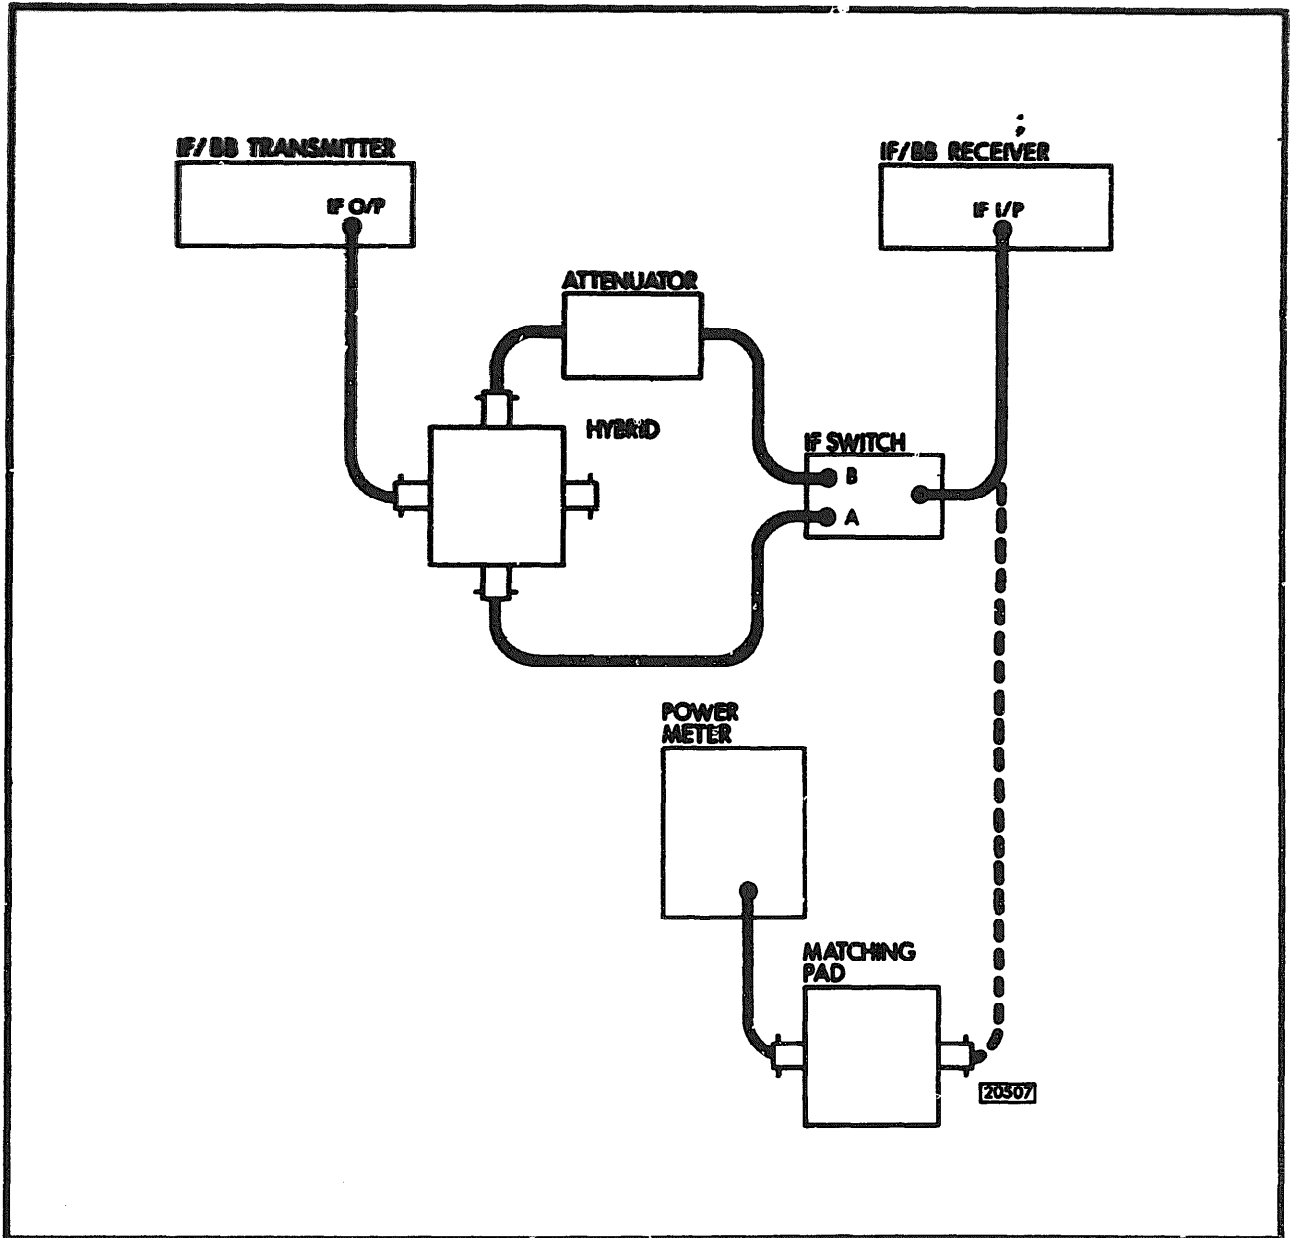 IF/BB TRANSMITTER
IF O/P
IF/BB RECEIVER
IF I/P
ATTENUATOR
HYBRID
IF SWITCH
B
A
POWER
METER
MATCHING
PAD
20507